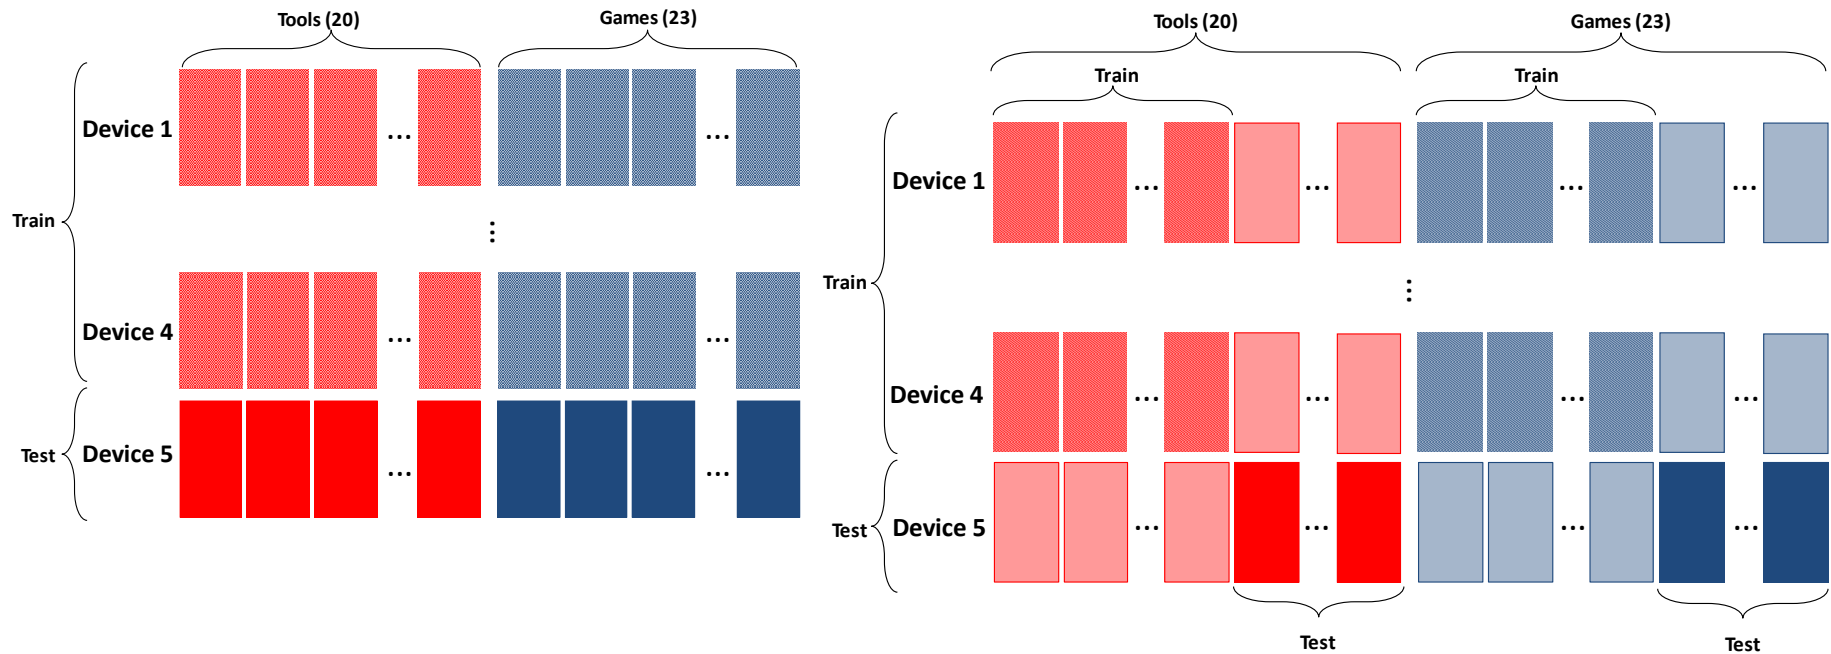 Tools (20)
Games (23)
Device 1
...
...
Train
...
Device 4
...
...
Test
Device 5
...
...
Tools (20)
Games (23)
Train
Train
Device 1
...
...
...
...
Train
...
Device 4
...
...
...
...
Test
Device 5
...
...
...
...
Test
Test